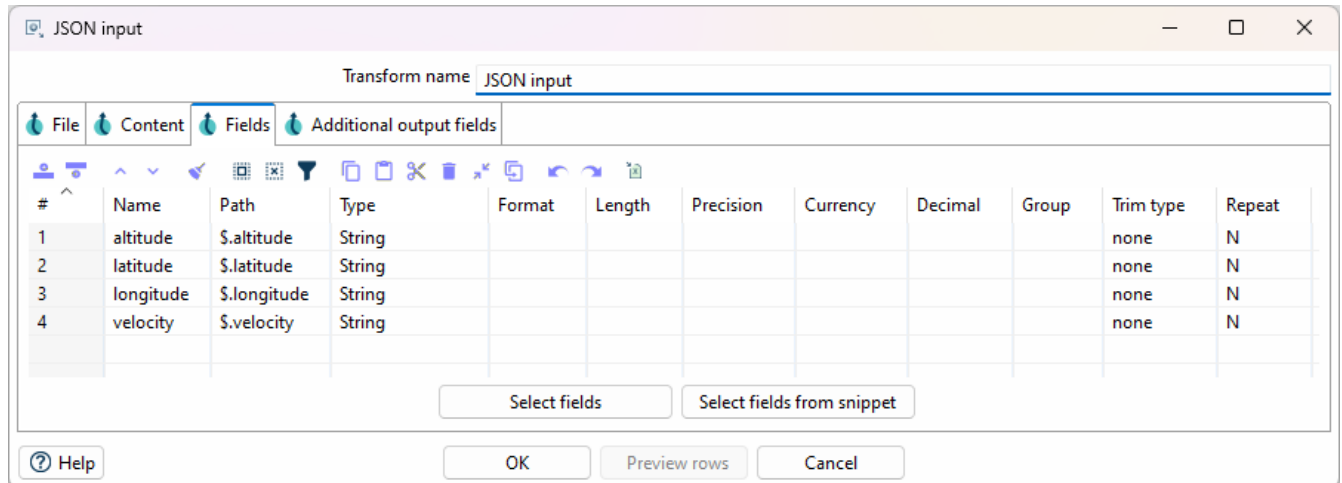 JSON input
Transform name JSON input
File Content Fields Additional output fields
# Name Path Type Format Length Precision Currency Decimal Group Trim type Repeat
1 altitude $.altitude String none N
2 latitude $.latitude String none N
3 longitude $.longitude String none N
4 velocity $.velocity String none N
Select fields Select fields from snippet
Help OK Preview rows Cancel